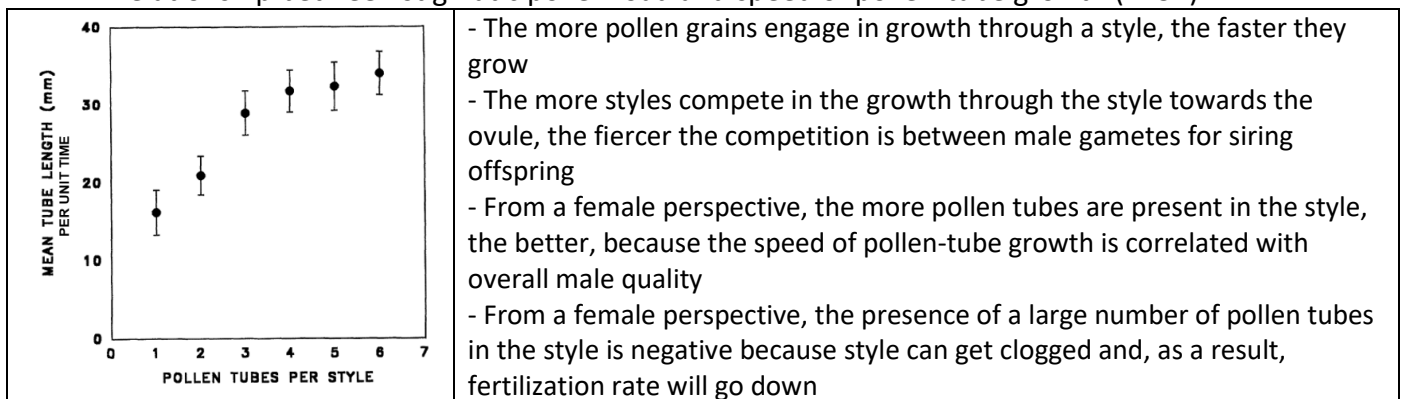 40
30
20
10
0
0 1 2 3 4 5 6 7
MEAN TUBE LENGTH (mm)
PER UNIT TIME
POLLEN TUBES PER STYLE
- The more pollen grains engage in growth through a style, the faster they
grow
- The more styles compete in the growth through the style towards the
ovule, the fiercer the competition is between male gametes for siring
offspring
- From a female perspective, the more pollen tubes are present in the style,
the better, because the speed of pollen-tube growth is correlated with
overall male quality
- From a female perspective, the presence of a large number of pollen tubes
in the style is negative because style can get clogged and, as a result,
fertilization rate will go down